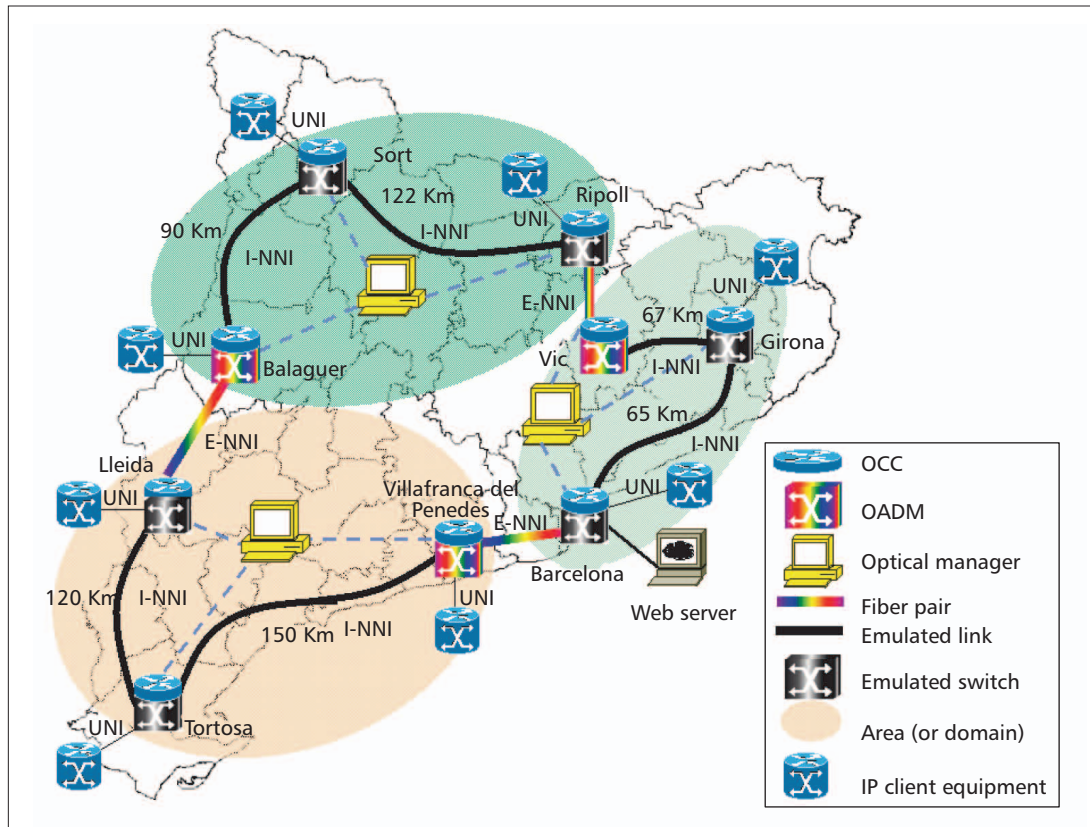 UNI
Sort
122 Km
UNI
Ripoll
90 Km
I-NNI
I-NNI
E-NNI
UNI
67 Km
UNI
Balaguer
Vic
I-NNI
Girona
65 Km
E-NNI
I-NNI
Lleida
UNI
Villafranca del
Penedès
E-NNI
UNI
Barcelona
Web server
120 Km
I-NNI
150 Km
I-NNI
UNI
UNI
Tortosa
OCC
OADM
Optical manager
Fiber pair
Emulated link
Emulated switch
Area (or domain)
IP client equipment